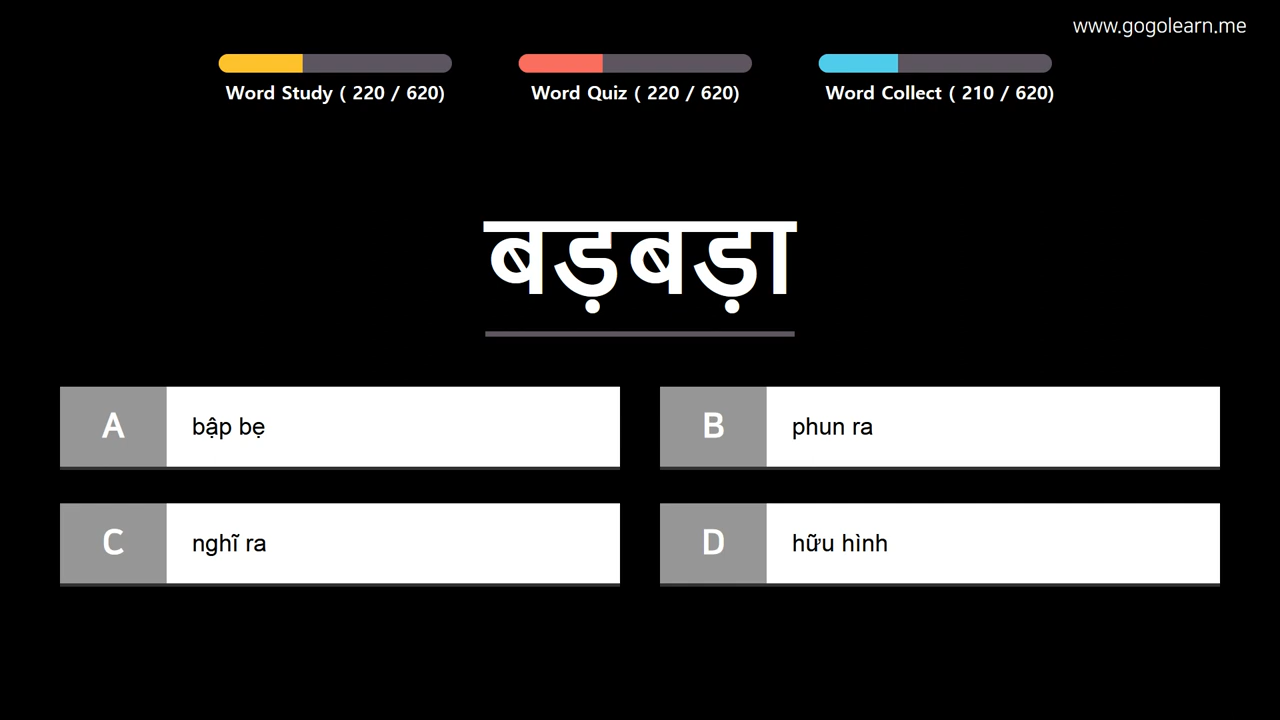 www.gogolearn.me
Word Study ( 220 / 620)
Word Quiz ( 220 / 620)
Word Collect ( 210 / 620)
बड़बड़ा
A bập bẹ
B phun ra
C nghĩ ra
D hữu hình